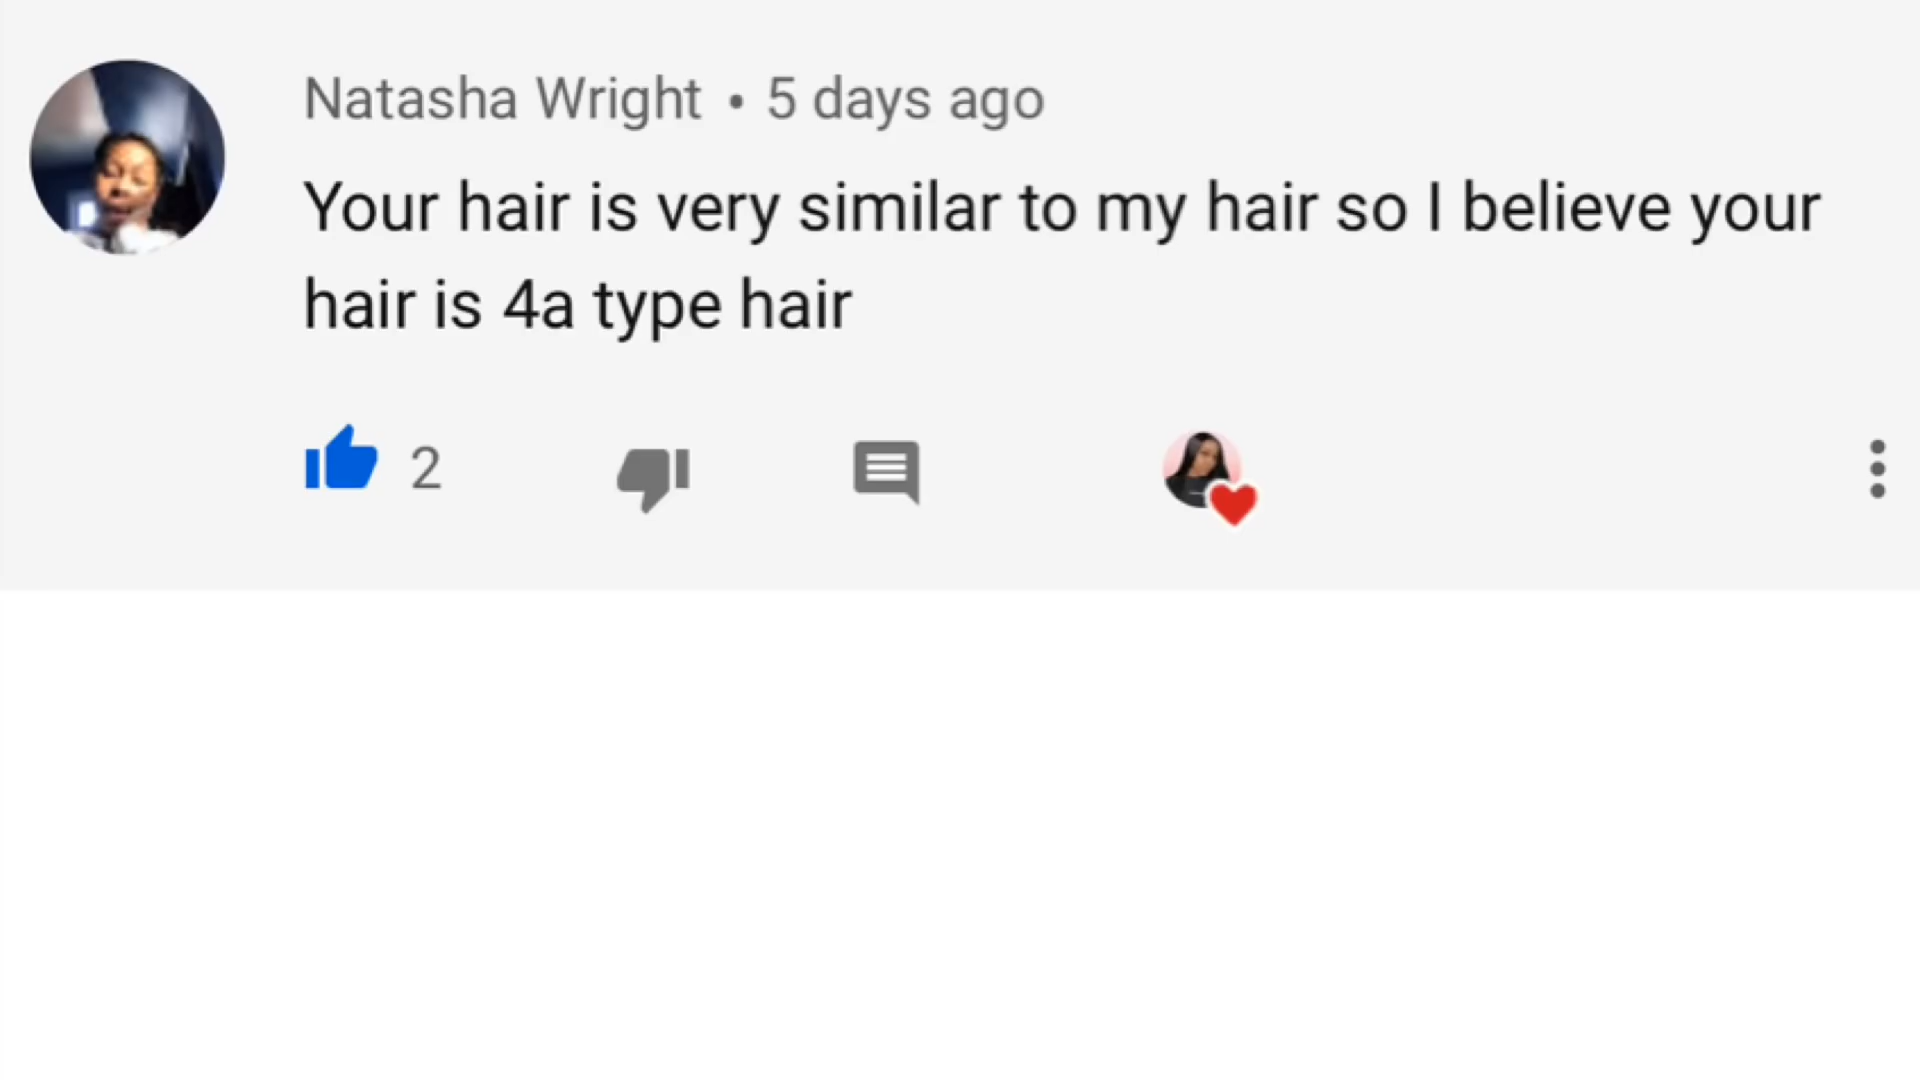 Natasha Wright • 5 days ago
Your hair is very similar to my hair so I believe your
hair is 4a type hair
2